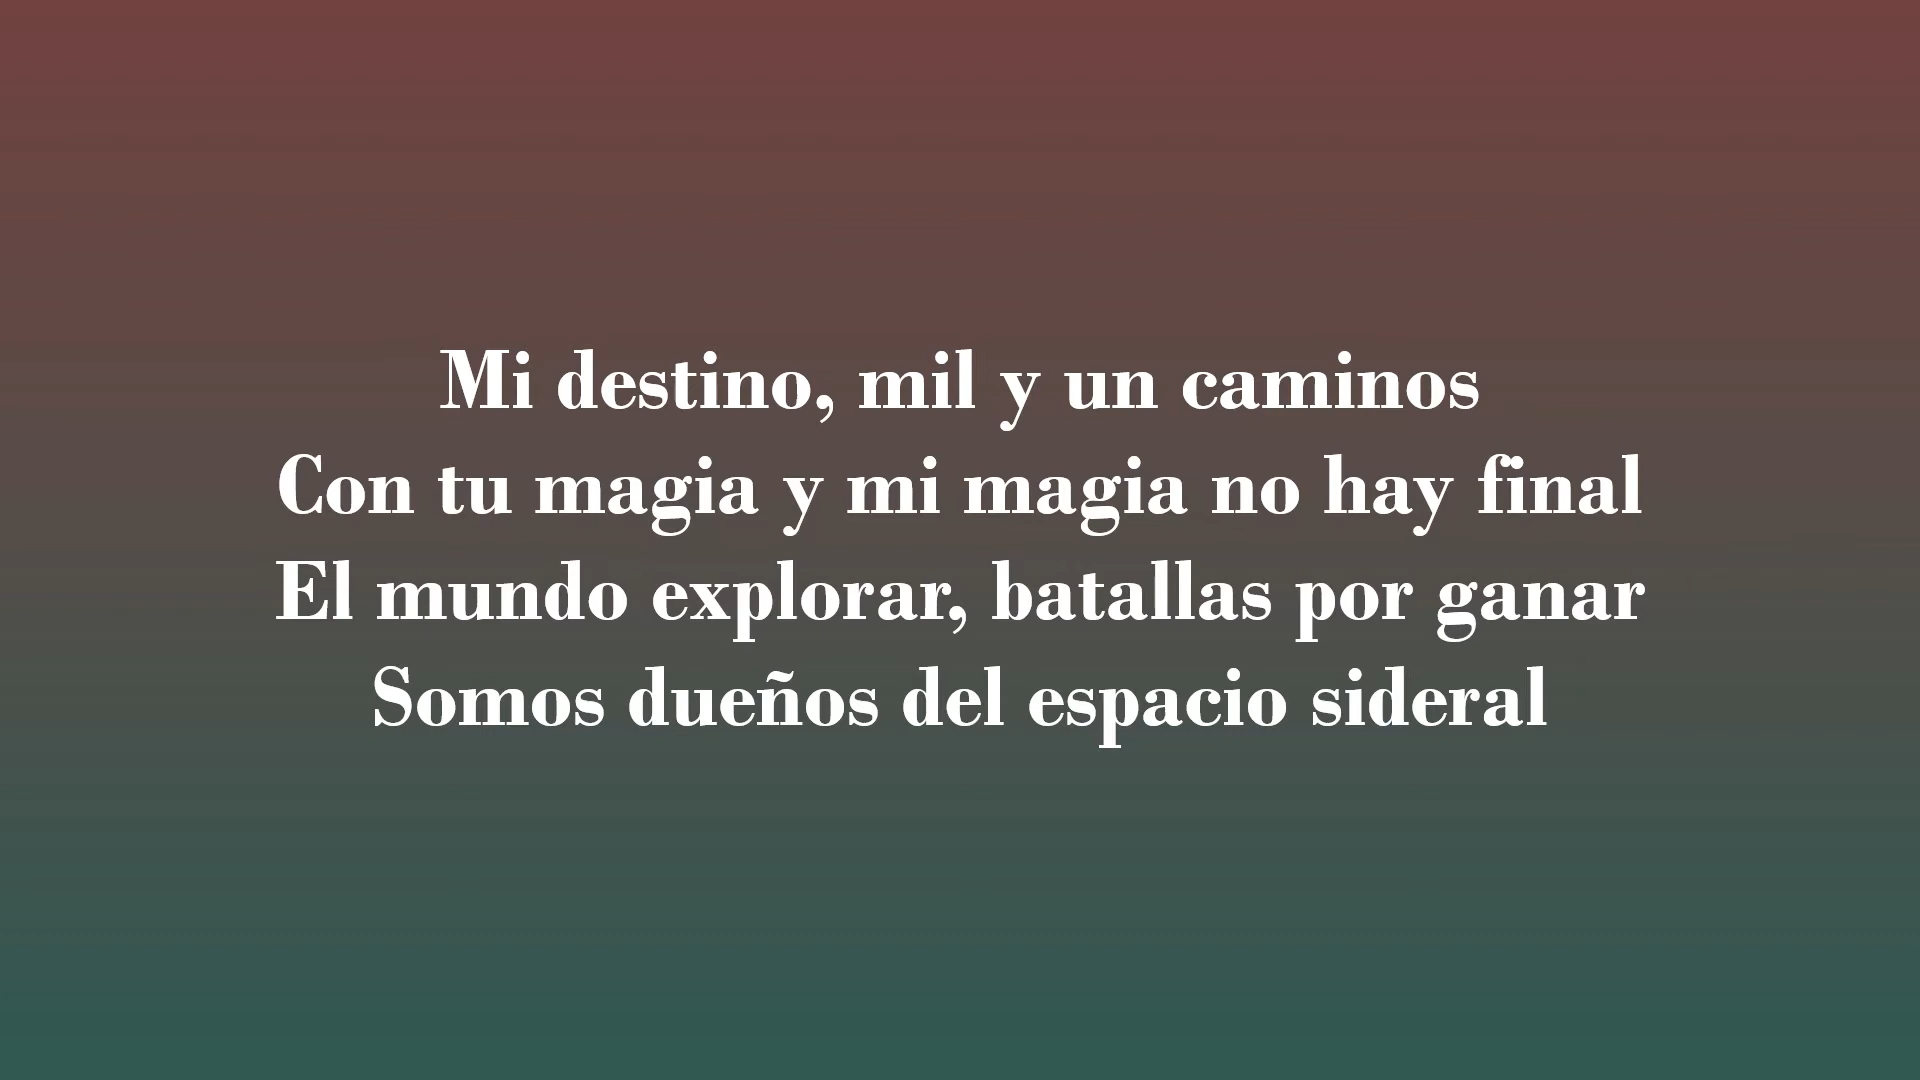 Mi destino, mil y un caminos
Con tu magia y mi magia no hay final
El mundo explorar, batallas por ganar
Somos dueños del espacio sideral